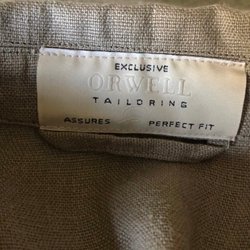 EXCLUSIVE
ORWELL
TAILORING
ASSURES PERFECT FIT